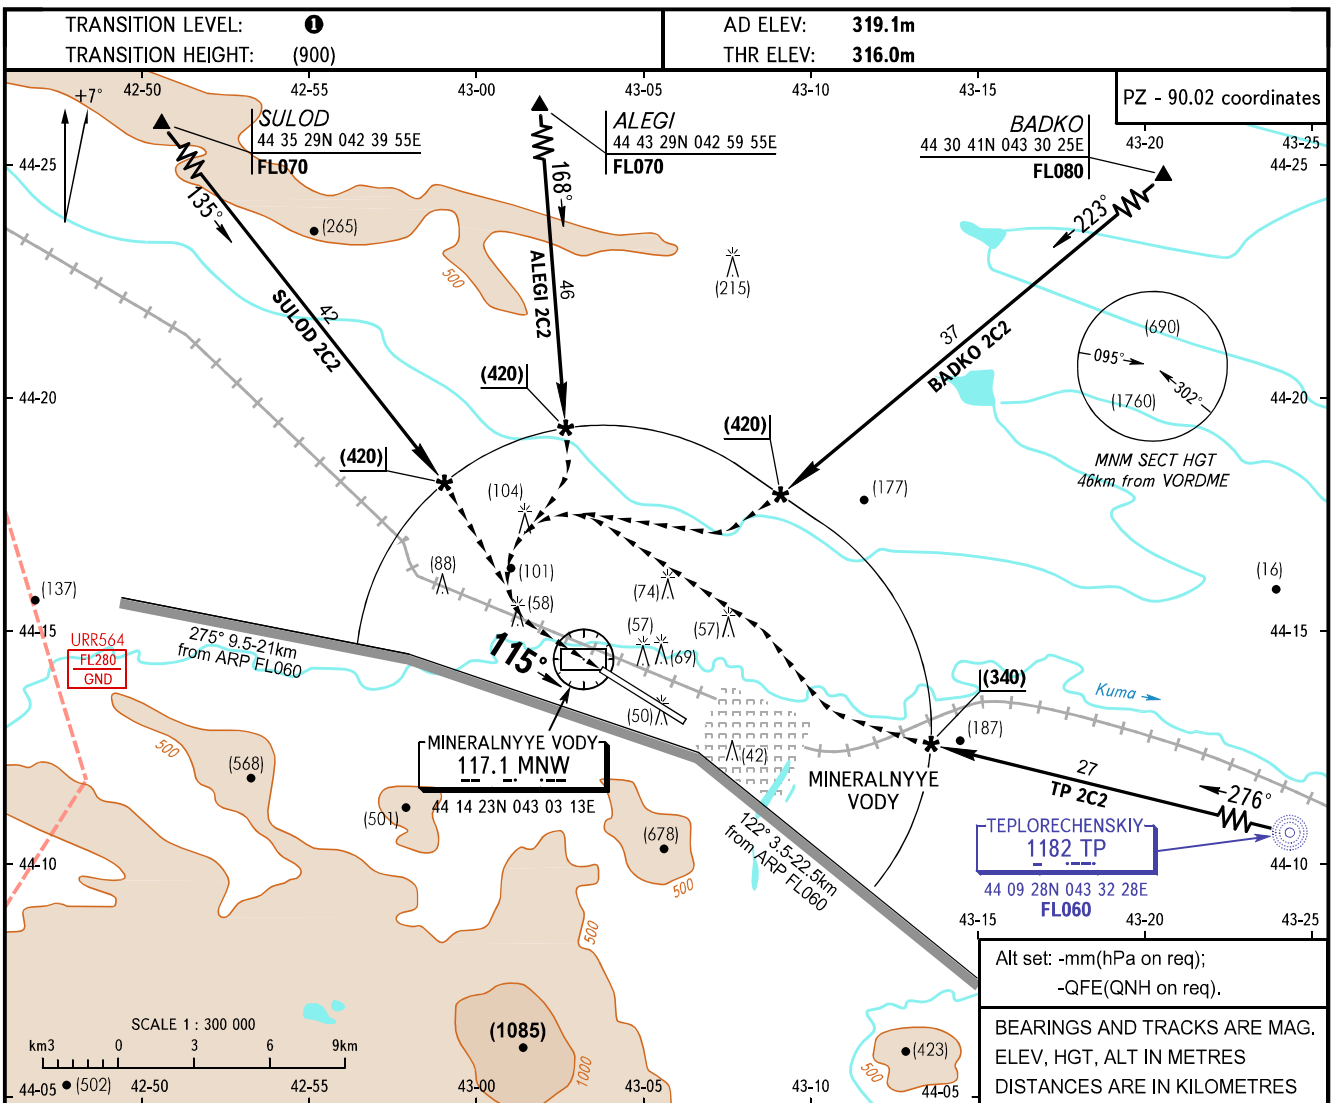 TRANSITION LEVEL: ❶
TRANSITION HEIGHT: (900)
AD ELEV: 319.1m
THR ELEV: 316.0m
42-50
42-55
43-00
43-05
43-10
PZ - 90.02 coordinates
+7°
SULOD
44 35 29N 042 39 55E
FL070
ALEGI
44 43 29N 042 59 55E
FL070
BADKO
44 30 41N 043 30 25E
FL080
43-20
43-25
44-25
44-25
135°
168°
223°
(265)
500
(215)
SULOD 2C2
42
ALEGI 2C2
46
BADKO 2C2
37
(690)
095°
302°
(1760)
MNM SECT HGT
46km from VORDME
44-20
44-20
(420)
(420)
(420)
(104)
(177)
(88)
(101)
(58)
(74)
(16)
(137)
(57)
(57)
(69)
44-15
44-15
275° 9.5-21km
from ARP FL060
URR564
FL280
GND
115°
(50)
(340)
Kuma
(187)
MINERALNYYE VODY
117.1 MNW
44 14 23N 043 03 13E
(42)
MINERALNYYE
VODY
27
TP 2C2
276°
500
(568)
(501)
(678)
500
122° 3.5-22.5km
from ARP FL060
TEPLORECHENSKIY
1182 TP
44 09 28N 043 32 28E
FL060
44-10
44-10
43-15
43-20
43-25
500
Alt set: -mm(hPa on req);
-QFE(QNH on req).
SCALE 1 : 300 000
km3 0 3 6 9km
(1085)
1000
(423)
500
BEARINGS AND TRACKS ARE MAG.
ELEV, HGT, ALT IN METRES
DISTANCES ARE IN KILOMETRES
44-05
(502)
42-50
42-55
43-00
43-05
43-10
44-05